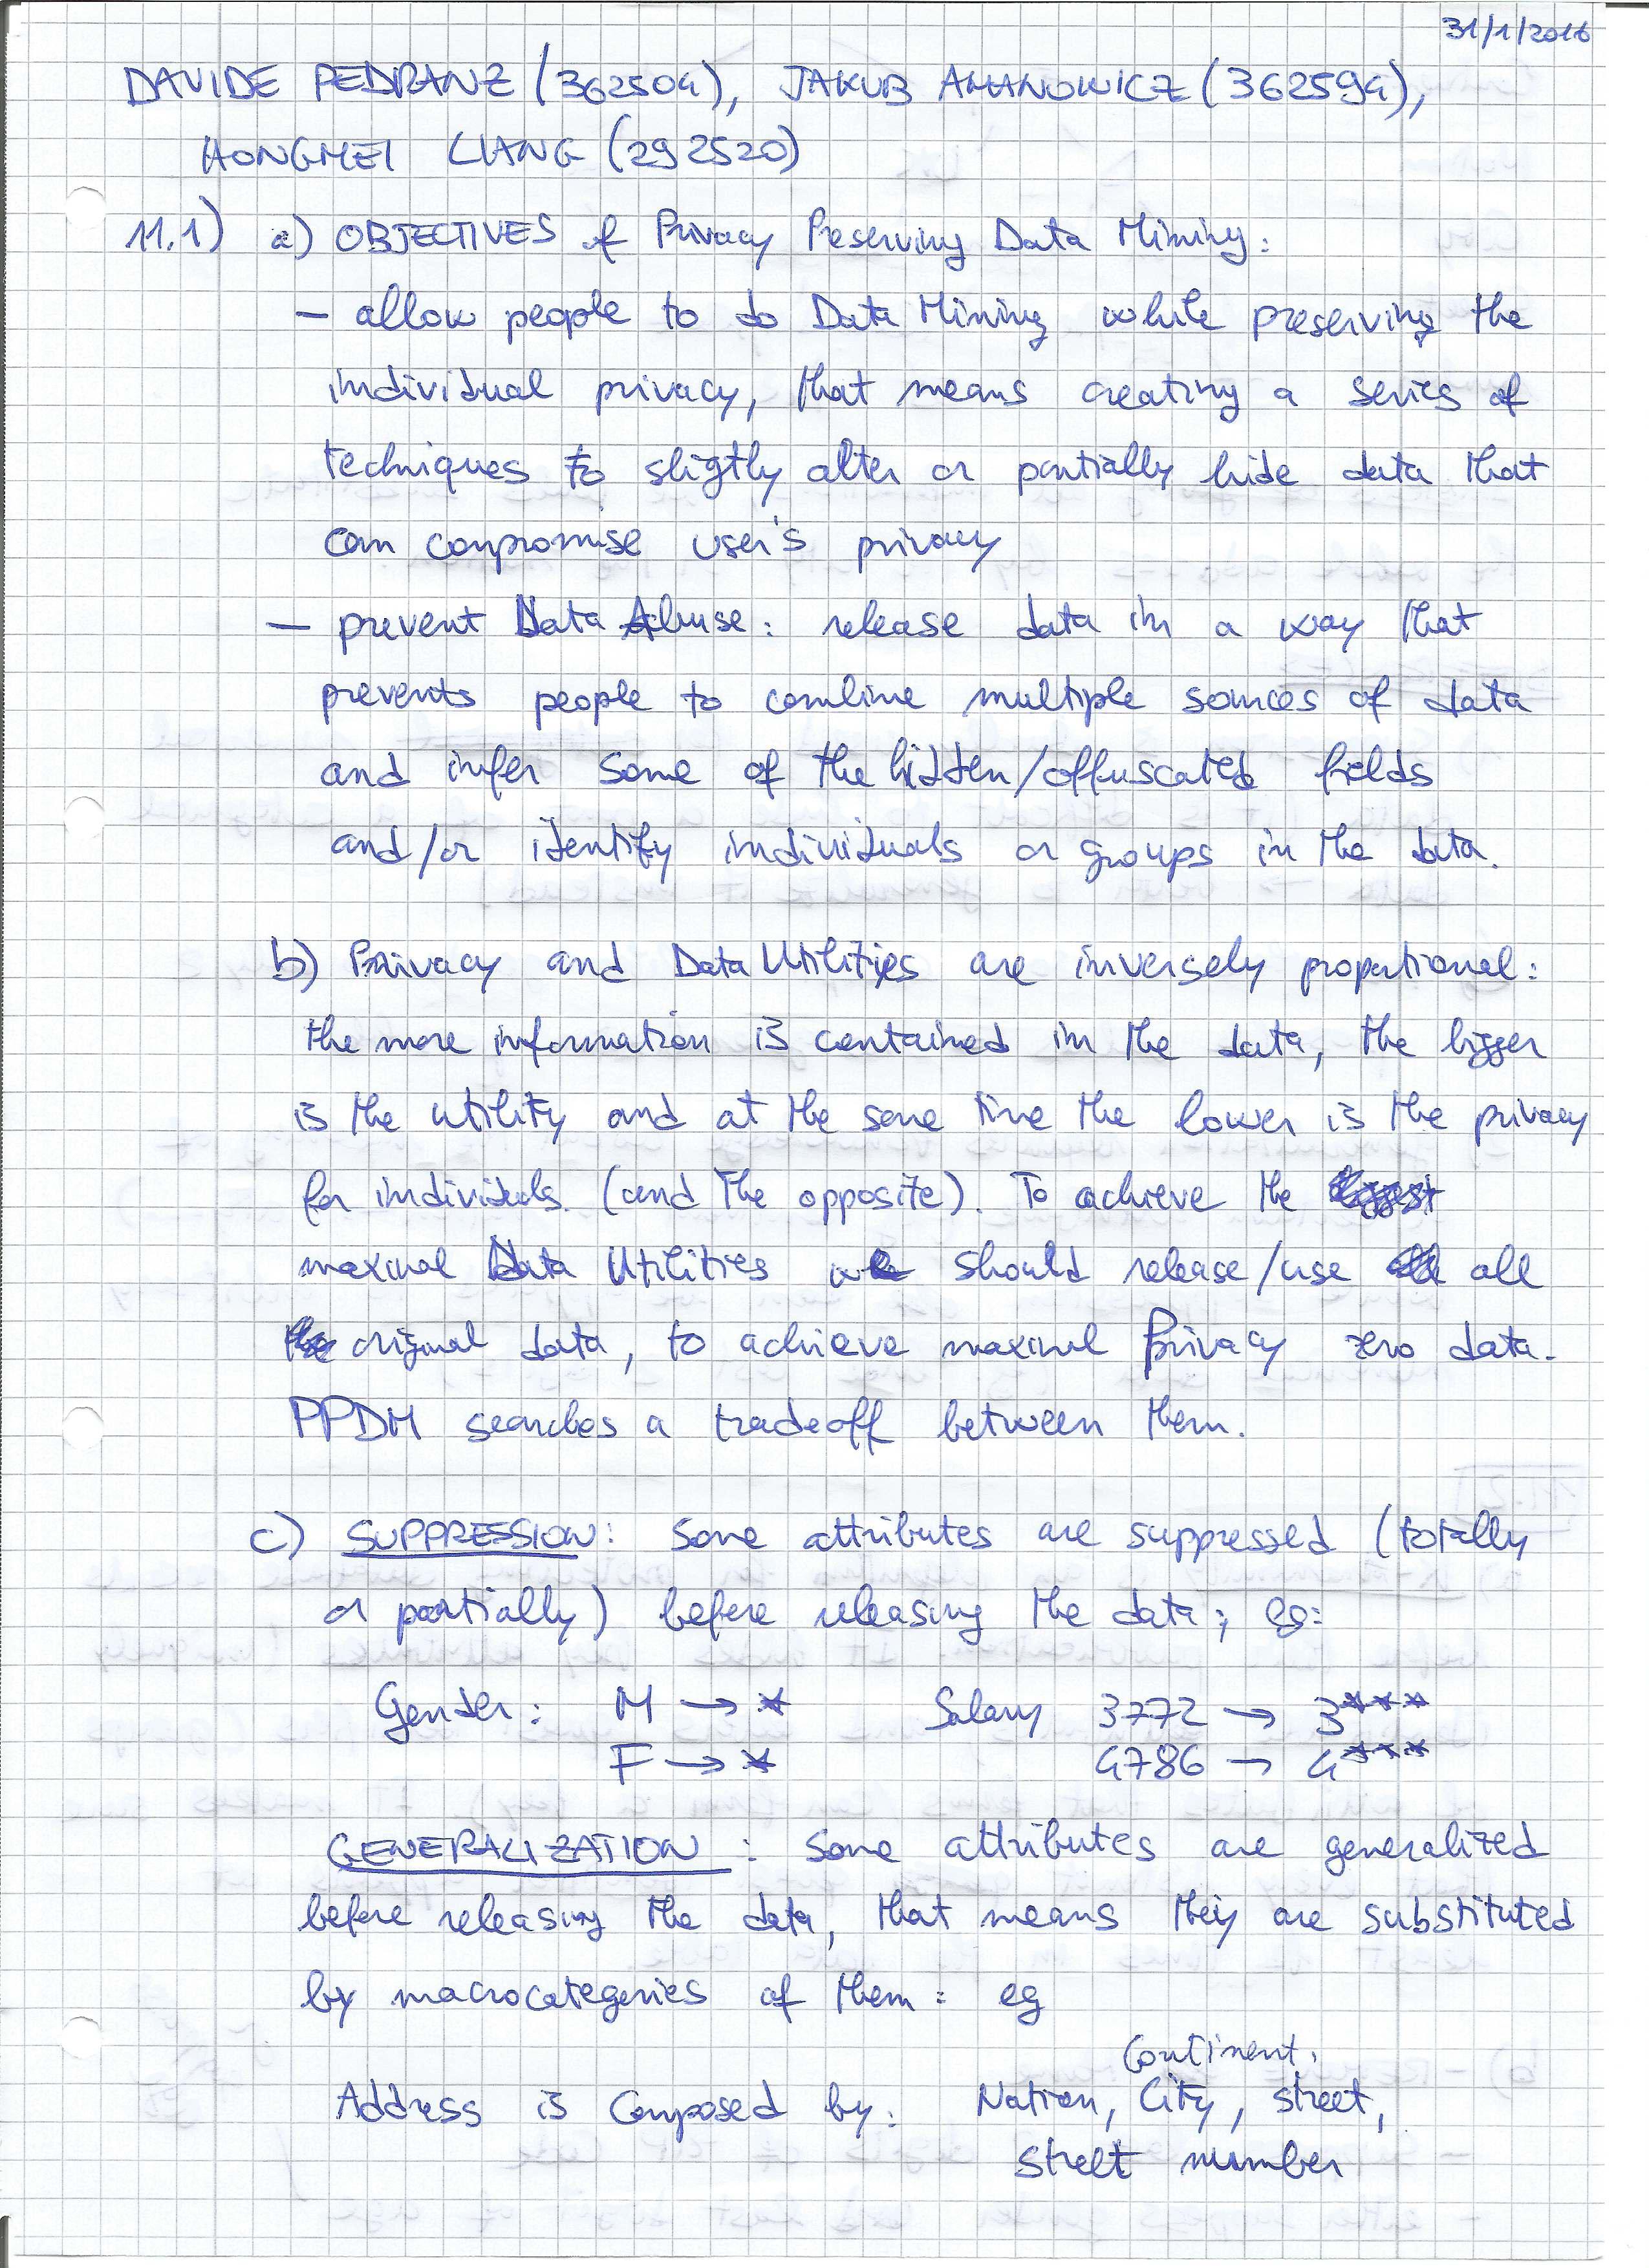 31/1/2016
DAVIDE PEDRANZ (362504), JAKUB AMANOWICZ (362594),
HONGMEI LIANG (292520)
11.1) a) OBJECTIVES of Privacy Preserving Data Mining:
– allow people to do Data Mining while preserving the
individual privacy, that means creating a series of
techniques to sligtly alter or partially hide data that
can conpromise user's privacy
– prevent Data Abuse: release data in a way that
prevents people to combine multiple sources of data
and infer some of the hidden/offuscated fields
and/or identify individuals or groups in the data.
b) Privacy and Data Utilities are inversely proportional:
the more information is contained in the data, the bigger
is the utility and at the same time the lower is the privacy
for individuals. (and the opposite). To achieve the
maximal Data Utilities we should release/use all
original data, to achieve maximal Privacy zero data.
PPDM searches a tradeoff between them.
c) SUPPRESSION: Some attributes are suppressed (totally
or partially) before releasing the data; eg:
Gender: M → * Salary 3772 → 3***
F → * 4786 → 4***
GENERALIZATION: Some attributes are generalized
before releasing the data, that means they are substituted
by macrocategories of them: eg
Continent,
Address is Composed by: Nation, City, street,
street number